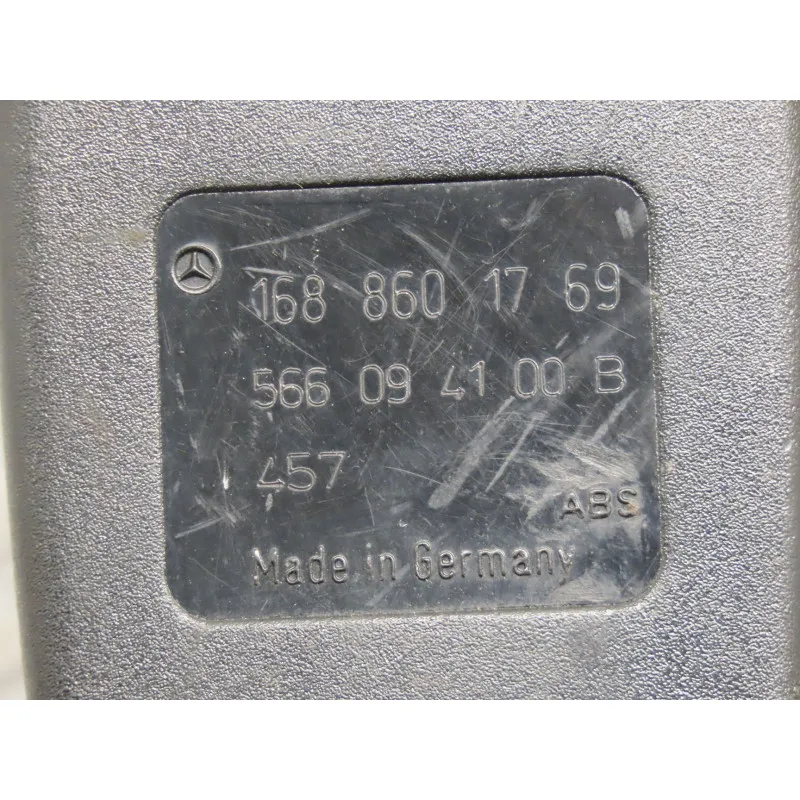 168 860 17 69
566 09 41 00 B
457
ABS
Made in Germany